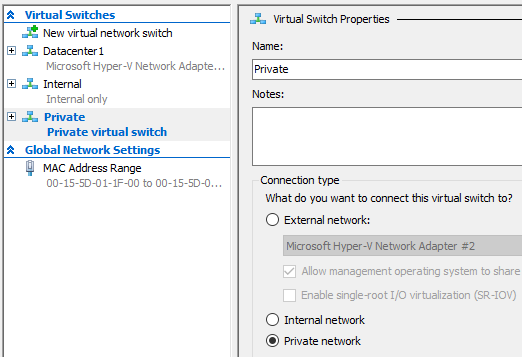 Virtual Switches
New virtual network switch
Datacenter1
Microsoft Hyper-V Network Adapte...
Internal
Internal only
Private
Private virtual switch
Global Network Settings
MAC Address Range
00-15-5D-01-1F-00 to 00-15-5D-0...
Virtual Switch Properties
Name:
Private
Notes:
Connection type
What do you want to connect this virtual switch to?
External network:
Microsoft Hyper-V Network Adapter #2
Allow management operating system to share
Enable single-root I/O virtualization (SR-IOV)
Internal network
Private network